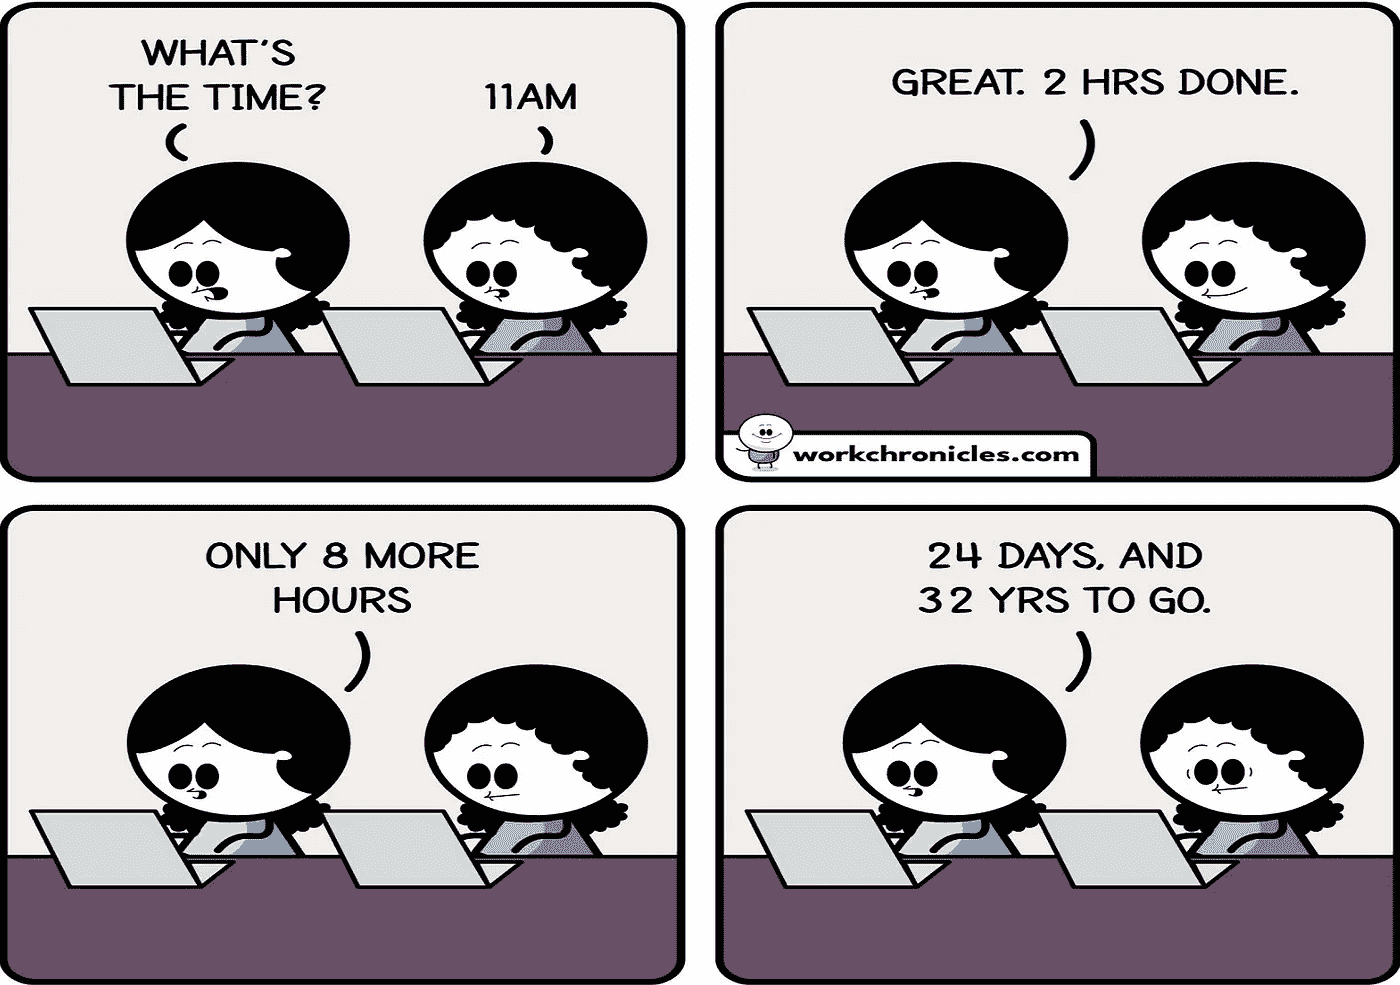 WHAT'S
THE TIME?
11AM
GREAT. 2 HRS DONE.
workchronicles.com
ONLY 8 MORE
HOURS
24 DAYS, AND
32 YRS TO GO.